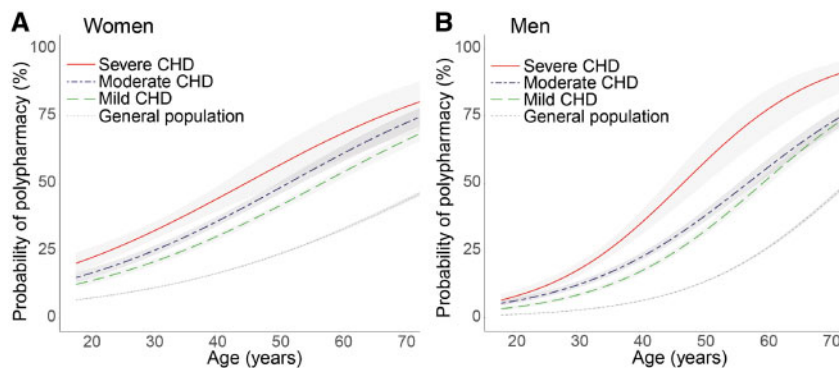 A Women
Probability of polypharmacy (%)
100
75
50
25
0
Severe CHD
Moderate CHD
Mild CHD
General population
20 30 40 50 60 70
Age (years)
B Men
Probability of polypharmacy (%)
100
75
50
25
0
Severe CHD
Moderate CHD
Mild CHD
General population
20 30 40 50 60 70
Age (years)